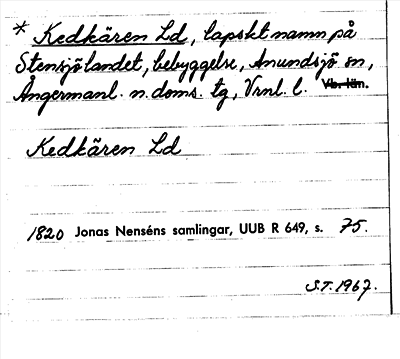 * Kedkären Ld, lapskt namn på
Stensjölandet, bebyggelse, Anundsjö sn,
Ångermanl. n. doms. tg, Vrnl. l. Vb. län.
Kedkären Ld
1820 Jonas Nenséns samlingar, UUB R 649, s. 75.
S.T. 1967.